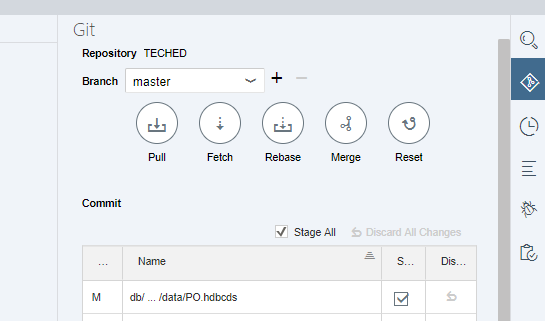 Git
Repository TECHED
Branch master
Pull Fetch Rebase Merge Reset
Commit
Stage All Discard All Changes
... Name S... Dis...
M db/ ... /data/PO.hdbcds